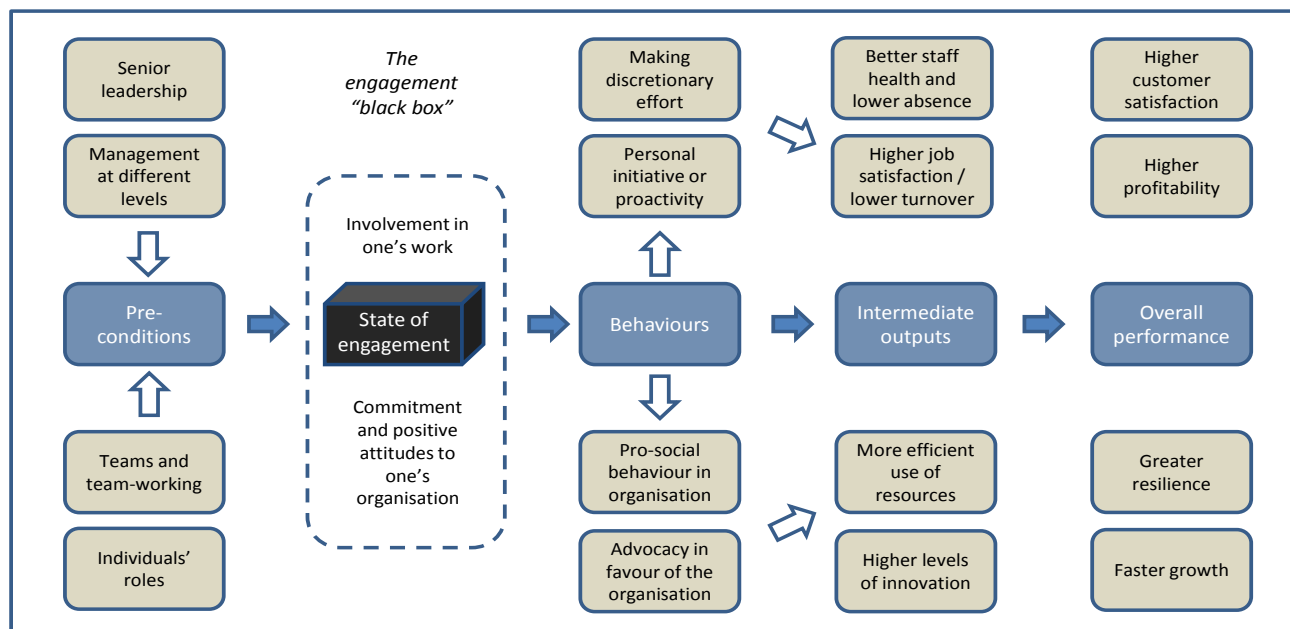 Senior
leadership
Management
at different
levels
Pre-
conditions
Teams and
team-working
Individuals’
roles
The
engagement
“black box”
Involvement in
one’s work
State of
engagement
Commitment
and positive
attitudes to
one’s
organisation
Making
discretionary
effort
Personal
initiative or
proactivity
Behaviours
Pro-social
behaviour in
organisation
Advocacy in
favour of the
organisation
Better staff
health and
lower absence
Higher job
satisfaction /
lower turnover
Intermediate
outputs
More efficient
use of
resources
Higher levels
of innovation
Higher
customer
satisfaction
Higher
profitability
Overall
performance
Greater
resilience
Faster growth